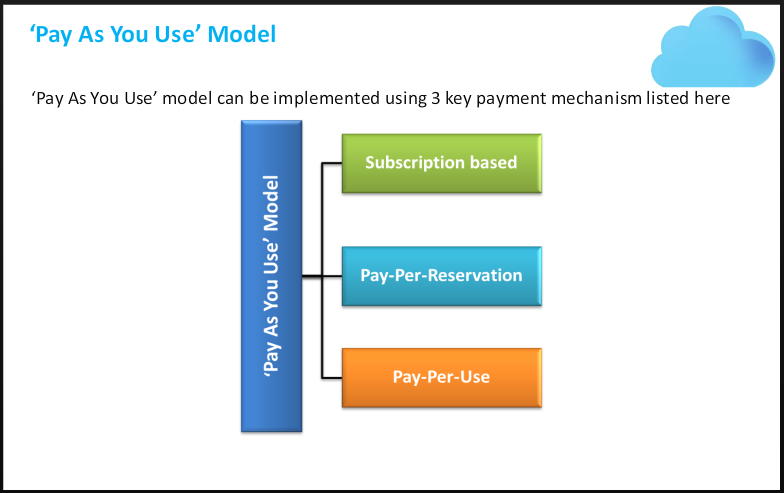 ‘Pay As You Use’ Model
‘Pay As You Use’ model can be implemented using 3 key payment mechanism listed here
‘Pay As You Use’ Model
Subscription based
Pay-Per-Reservation
Pay-Per-Use